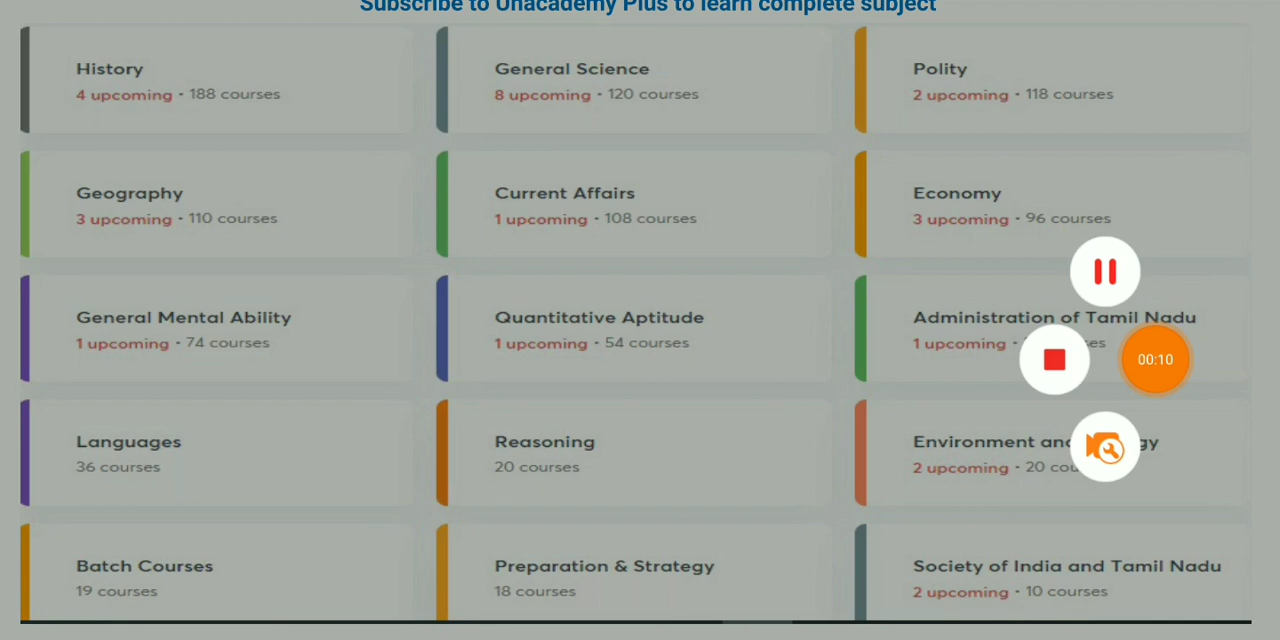 Subscribe to Unacademy Plus to learn complete subject
History
4 upcoming · 188 courses
General Science
8 upcoming · 120 courses
Polity
2 upcoming · 118 courses
Geography
3 upcoming · 110 courses
Current Affairs
1 upcoming · 108 courses
Economy
3 upcoming · 96 courses
General Mental Ability
1 upcoming · 74 courses
Quantitative Aptitude
1 upcoming · 54 courses
Administration of Tamil Nadu
1 upcoming ·
00:10
Languages
36 courses
Reasoning
20 courses
Environment
2 upcoming · 20
Batch Courses
19 courses
Preparation & Strategy
18 courses
Society of India and Tamil Nadu
2 upcoming · 10 courses